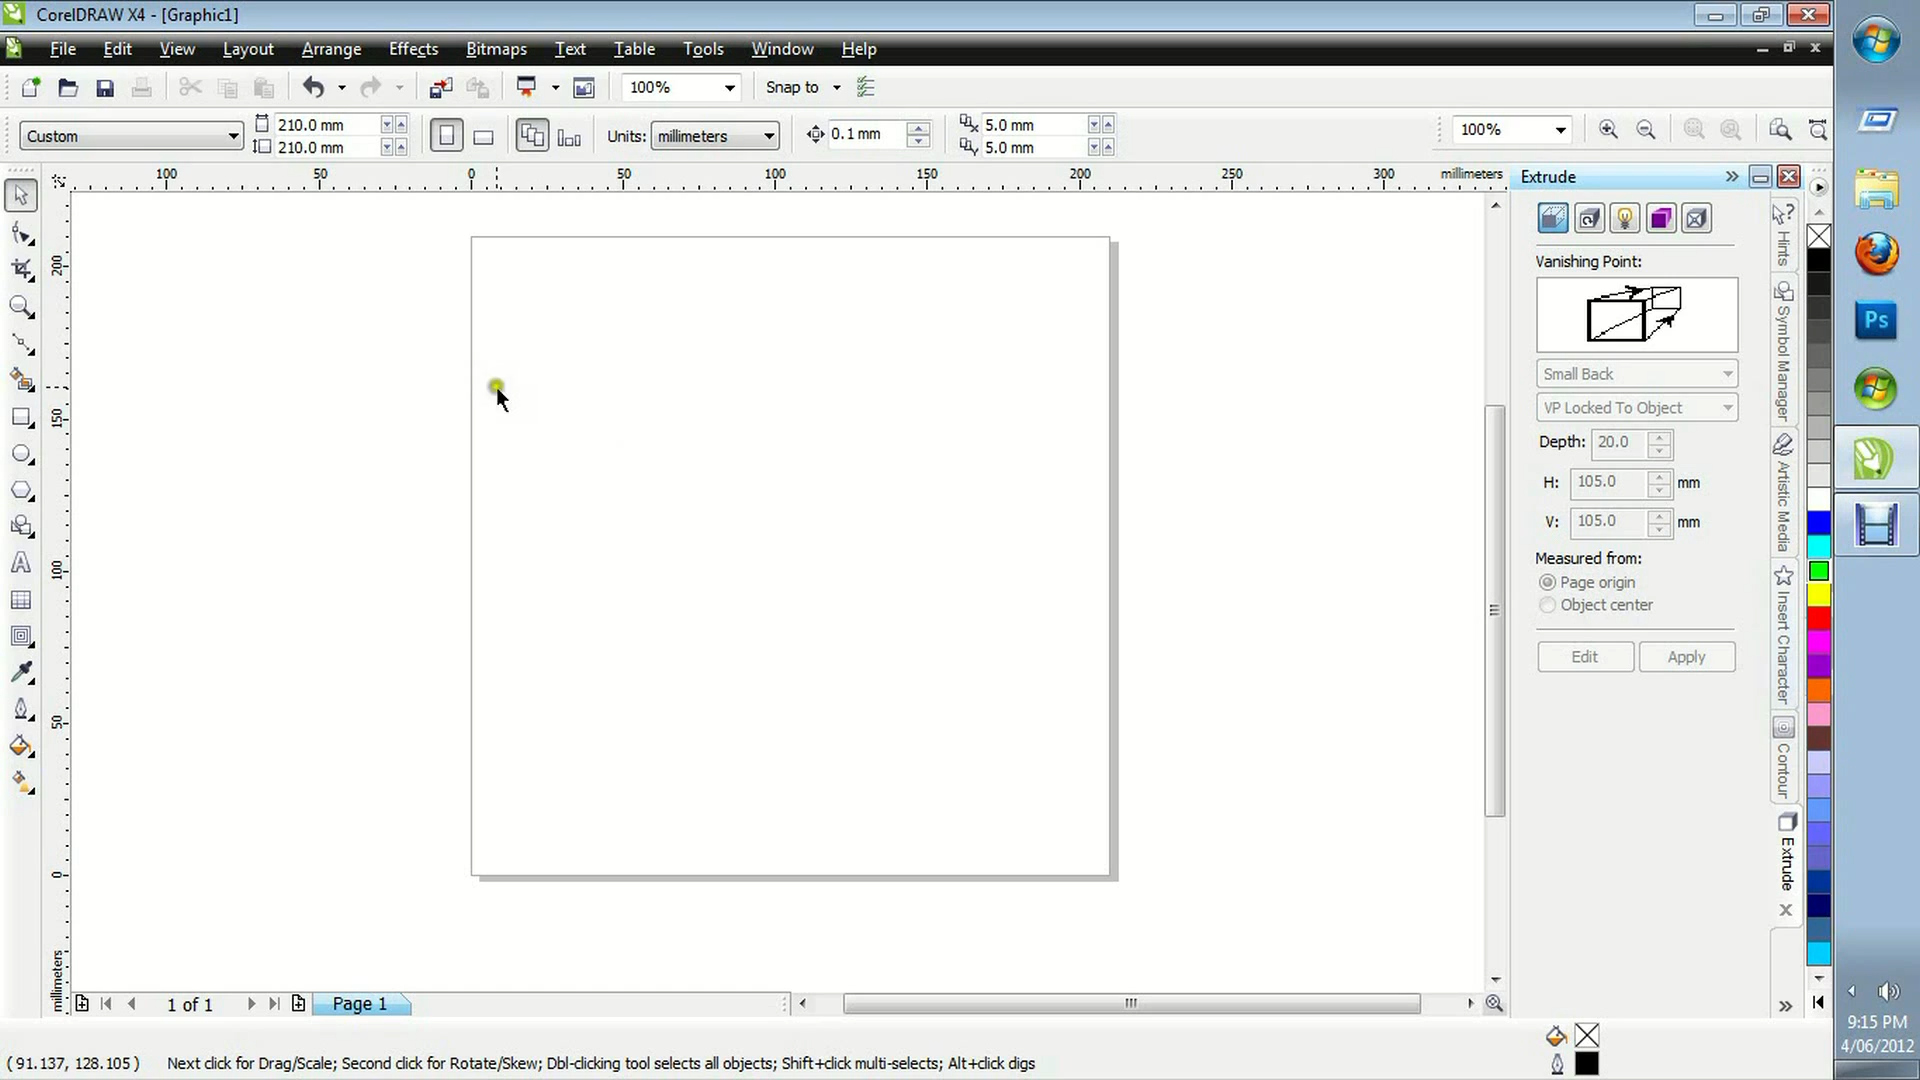 CorelDRAW X4 - [Graphic1]
File Edit View Layout Arrange Effects Bitmaps Text Table Tools Window Help
100% Snap to
Custom 210.0 mm 210.0 mm Units: millimeters 0.1 mm 5.0 mm 5.0 mm 100%
100 50 0 50 100 150 200 250 300 millimeters
200
150
100
50
0
millimeters
Extrude
Vanishing Point:
Small Back
VP Locked To Object
Depth: 20.0
H: 105.0 mm
V: 105.0 mm
Measured from:
Page origin
Object center
Edit Apply
Hints
Symbol Manager
Artistic Media
Insert Character
Contour
Extrude
Ps
1 of 1 Page 1
9:15 PM
4/06/2012
( 91.137, 128.105 ) Next click for Drag/Scale; Second click for Rotate/Skew; Dbl-clicking tool selects all objects; Shift+click multi-selects; Alt+click digs